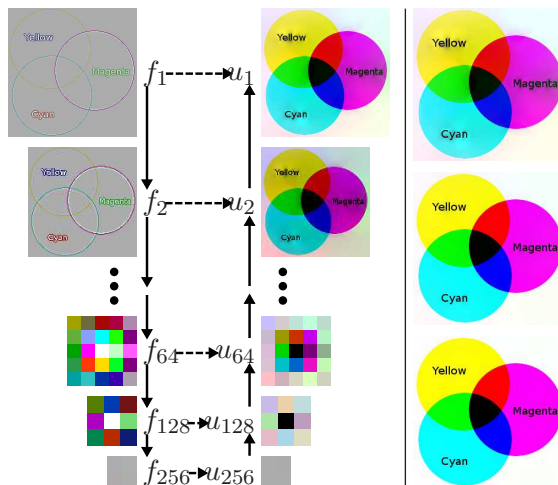 Yellow
Magenta
Cyan
f1
u1
Yellow
Magenta
Cyan
Yellow
Magenta
Cyan
Yellow
Magenta
Cyan
f2
u2
Yellow
Magenta
Cyan
Yellow
Magenta
Cyan
f64
u64
f128
u128
f256
u256
Yellow
Magenta
Cyan